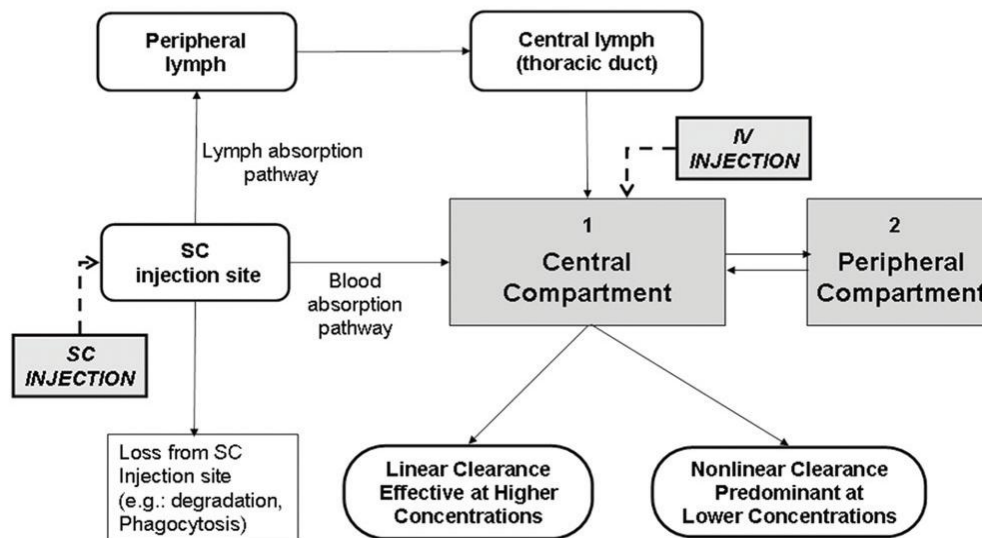 Peripheral
lymph
Central lymph
(thoracic duct)
IV
INJECTION
Lymph absorption
pathway
SC
injection site
Blood
absorption
pathway
1
Central
Compartment
2
Peripheral
Compartment
SC
INJECTION
Loss from SC
Injection site
(e.g.: degradation,
Phagocytosis)
Linear Clearance
Effective at Higher
Concentrations
Nonlinear Clearance
Predominant at
Lower Concentrations